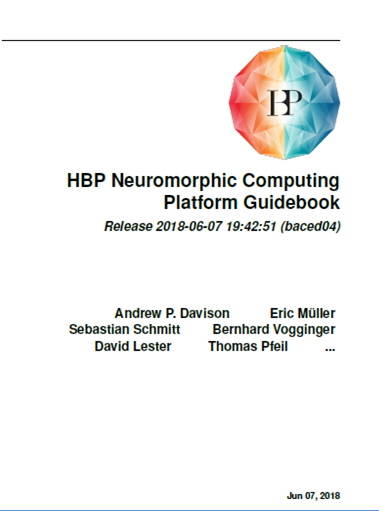 HBP
HBP Neuromorphic Computing
Platform Guidebook
Release 2018-06-07 19:42:51 (baced04)
Andrew P. Davison Eric Müller
Sebastian Schmitt Bernhard Vogginger
David Lester Thomas Pfeil ...
Jun 07, 2018